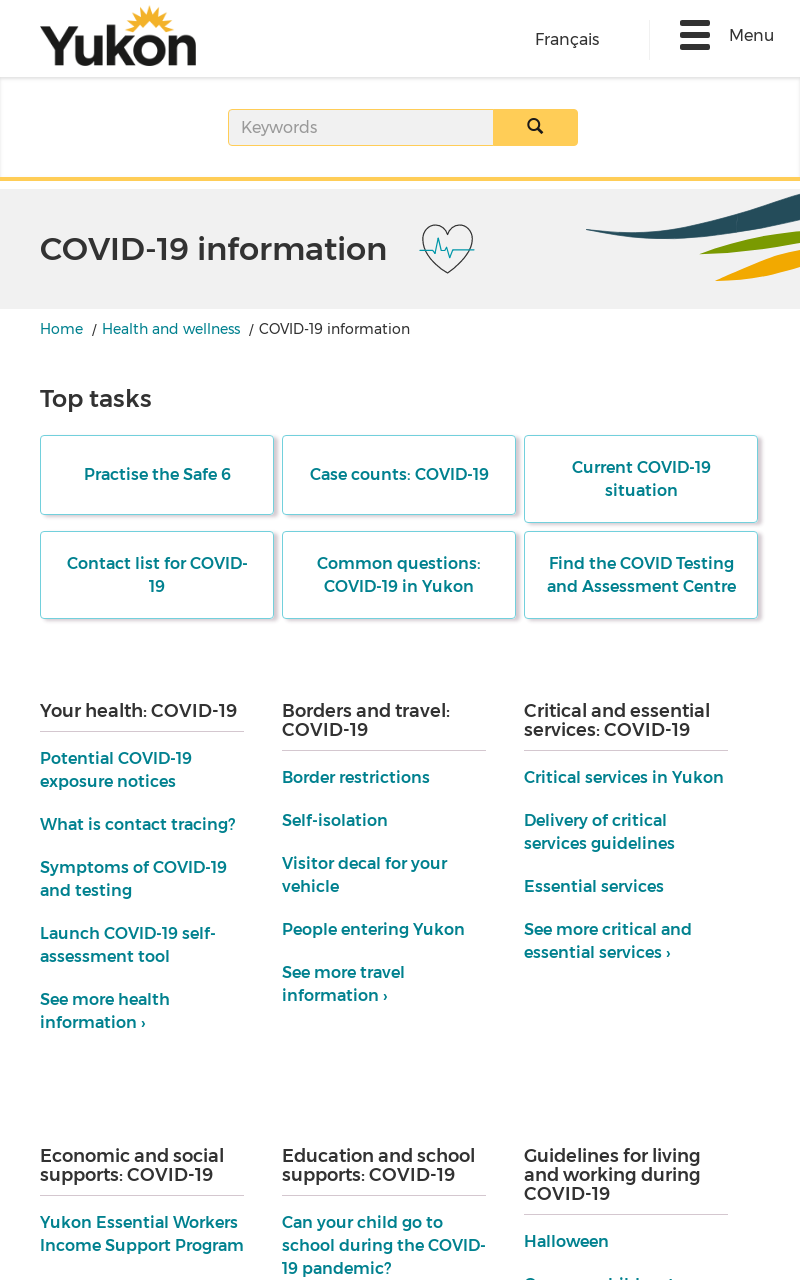 Yukon
Français
Menu
Keywords
COVID-19 information
Home / Health and wellness / COVID-19 information
Top tasks
Practise the Safe 6
Case counts: COVID-19
Current COVID-19
situation
Contact list for COVID-
19
Common questions:
COVID-19 in Yukon
Find the COVID Testing
and Assessment Centre
Your health: COVID-19
Potential COVID-19
exposure notices
What is contact tracing?
Symptoms of COVID-19
and testing
Launch COVID-19 self-
assessment tool
See more health
information ›
Borders and travel:
COVID-19
Border restrictions
Self-isolation
Visitor decal for your
vehicle
People entering Yukon
See more travel
information ›
Critical and essential
services: COVID-19
Critical services in Yukon
Delivery of critical
services guidelines
Essential services
See more critical and
essential services ›
Economic and social
supports: COVID-19
Yukon Essential Workers
Income Support Program
Education and school
supports: COVID-19
Can your child go to
school during the COVID-
19 pandemic?
Guidelines for living
and working during
COVID-19
Halloween